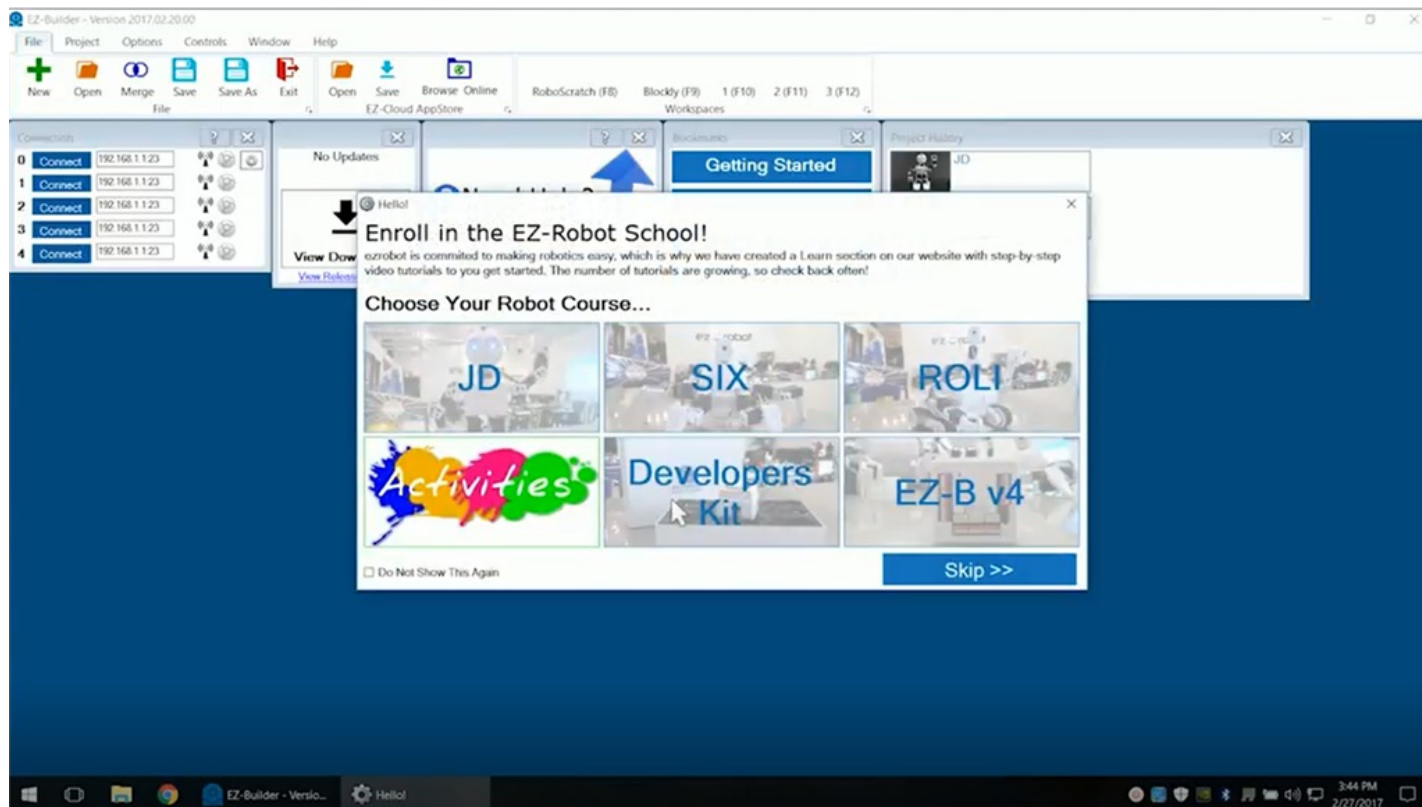 EZ-Builder - Version 2017.02.20.00
File Project Options Controls Window Help
New Open Merge Save Save As Exit Open Save Browse Online RoboScratch (F8) Blockly (F9) 1 (F10) 2 (F11) 3 (F12)
File EZ-Cloud AppStore Workspaces
Connection ? Bookmarks Project History
0 Connect 192.168.1.1:23
1 Connect 192.168.1.1:23
2 Connect 192.168.1.1:23
3 Connect 192.168.1.1:23
4 Connect 192.168.1.1:23
No Updates
View Dow
View Releas
?
Getting Started
JD
Hello!
Enroll in the EZ-Robot School!
ezrobot is commited to making robotics easy, which is why we have created a Learn section on our website with step-by-step
video tutorials to you get started. The number of tutorials are growing, so check back often!
Choose Your Robot Course...
JD SIX ROLI
Activities Developers
Kit EZ-B v4
Do Not Show This Again Skip >>
EZ-Builder - Versio... Hello!
3:44 PM
2/27/2017